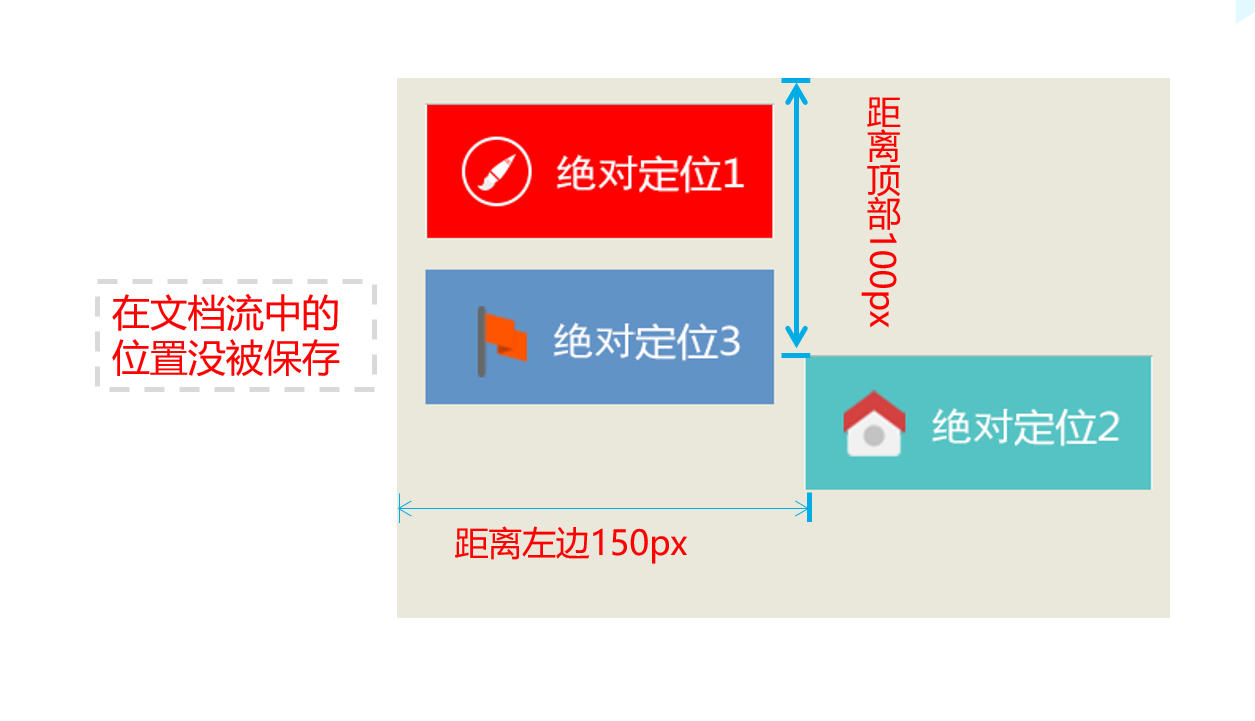 绝对定位1
距离顶部100px
在文档流中的
位置没被保存
绝对定位3
绝对定位2
距离左边150px